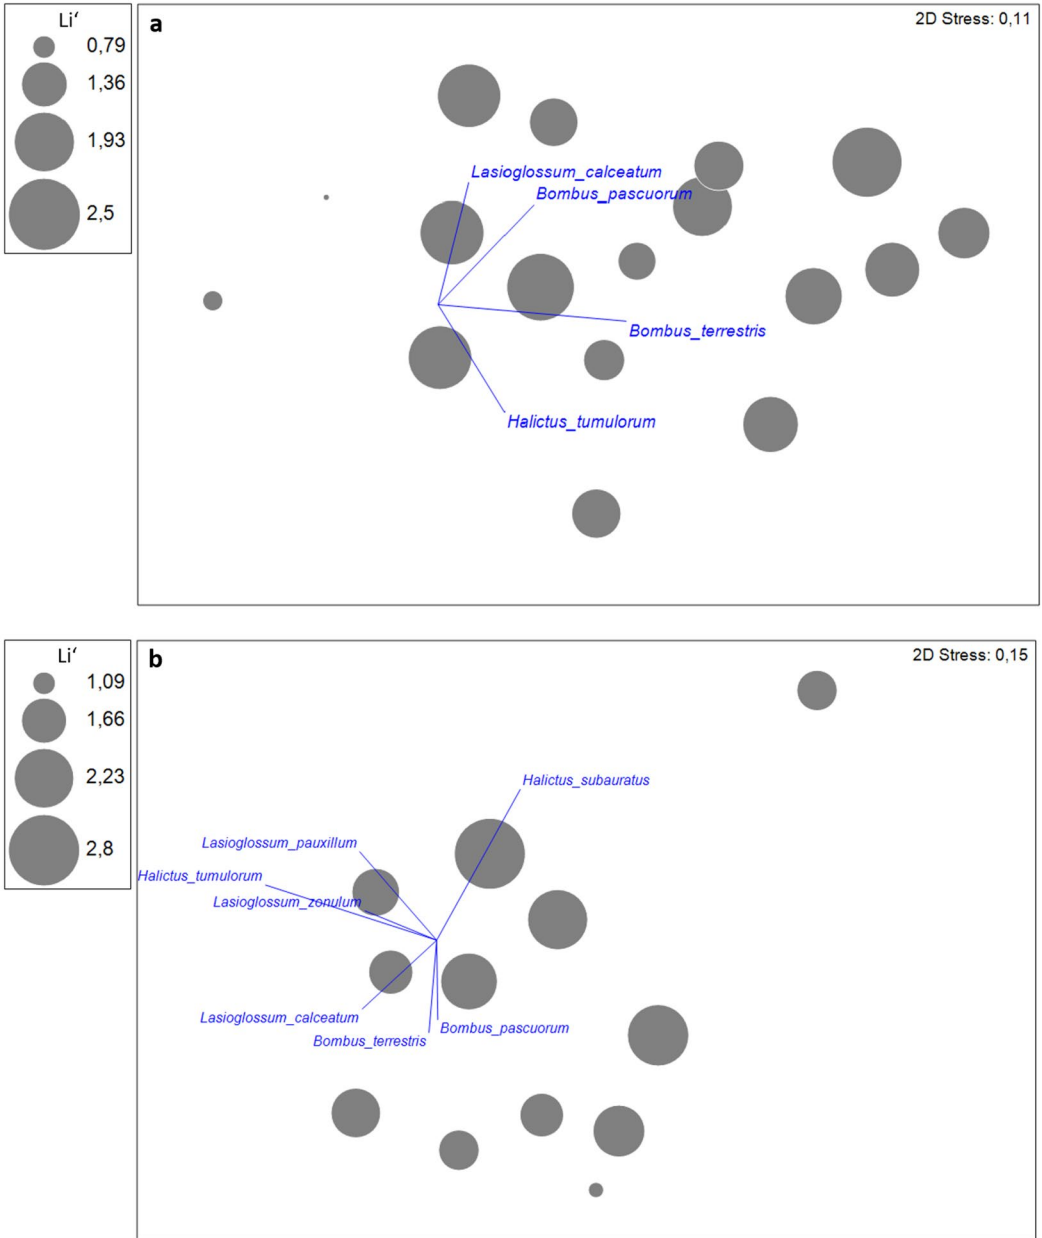 Li‘
0,79
1,36
1,93
2,5
a
2D Stress: 0,11
Lasioglossum_calceatum
Bombus_pascuorum
Bombus_terrestris
Halictus_tumulorum
Li‘
1,09
1,66
2,23
2,8
b
2D Stress: 0,15
Halictus_subauratus
Lasioglossum_pauxillum
Halictus_tumulorum
Lasioglossum_zonulum
Lasioglossum_calceatum
Bombus_pascuorum
Bombus_terrestris